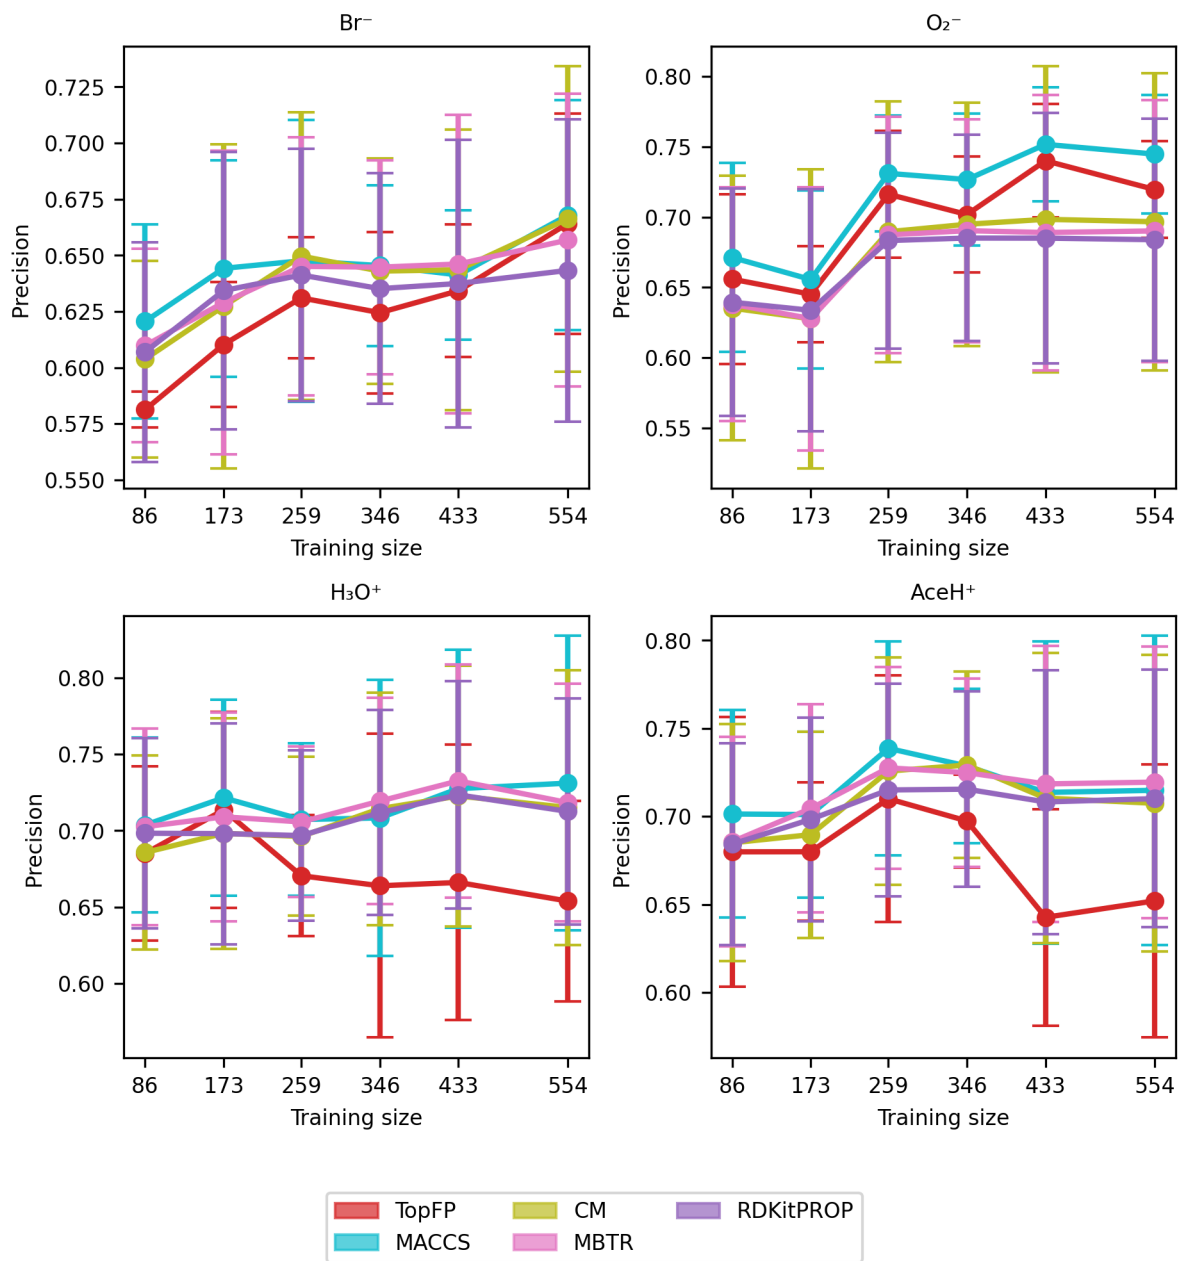 Br⁻
O₂⁻
0.725
0.700
0.675
0.650
0.625
0.600
0.575
0.550
Precision
86 173 259 346 433 554
Training size
0.80
0.75
0.70
0.65
0.60
0.55
Precision
86 173 259 346 433 554
Training size
H₃O⁺
AceH⁺
0.80
0.75
0.70
0.65
0.60
Precision
86 173 259 346 433 554
Training size
0.80
0.75
0.70
0.65
0.60
Precision
86 173 259 346 433 554
Training size
TopFP CM RDKitPROP
MACCS MBTR